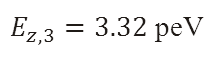 E_{z,3} = 3.32 peV